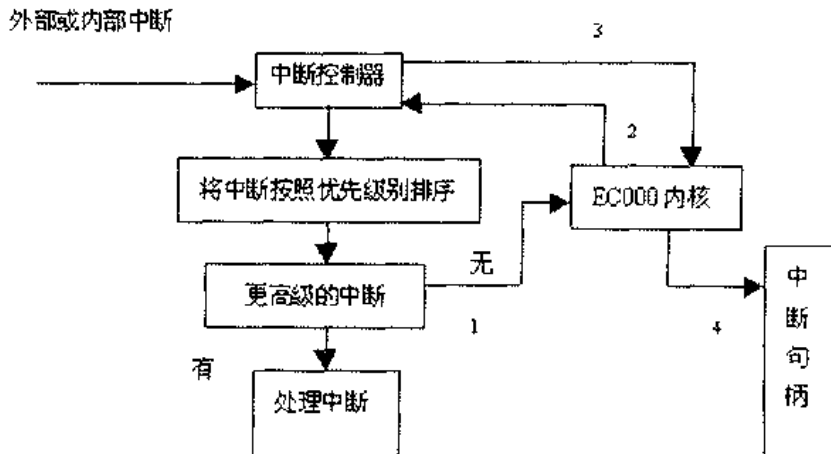 外部或内部中断
3
中断控制器
2
将中断按照优先级别排序
EC000 内核
无
更高级的中断
1
4
中断句柄
有
处理中断